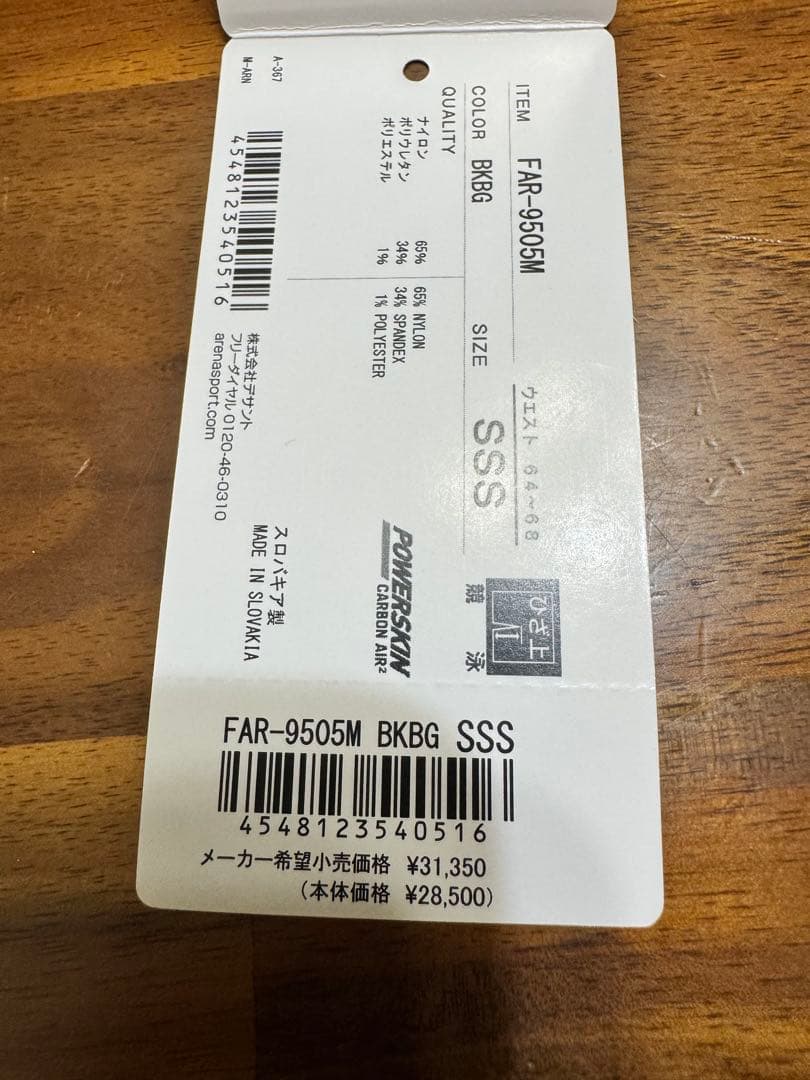 ITEM FAR-9505M
COLOR BKBG SIZE SSS
ウエスト 64~68
QUALITY
ナイロン 65%
ポリウレタン 34%
ポリエステル 1%
65% NYLON
34% SPANDEX
1% POLYESTER
ひざ上
競泳
POWERSKIN
CARBON AIR²
A-367
M-ARN
4548123540516
株式会社デサント
フリーダイヤル 0120-46-0310
arenasport.com
スロバキア製
MADE IN SLOVAKIA
FAR-9505M BKBG SSS
4548123540516
メーカー希望小売価格 ¥31,350
(本体価格 ¥28,500)